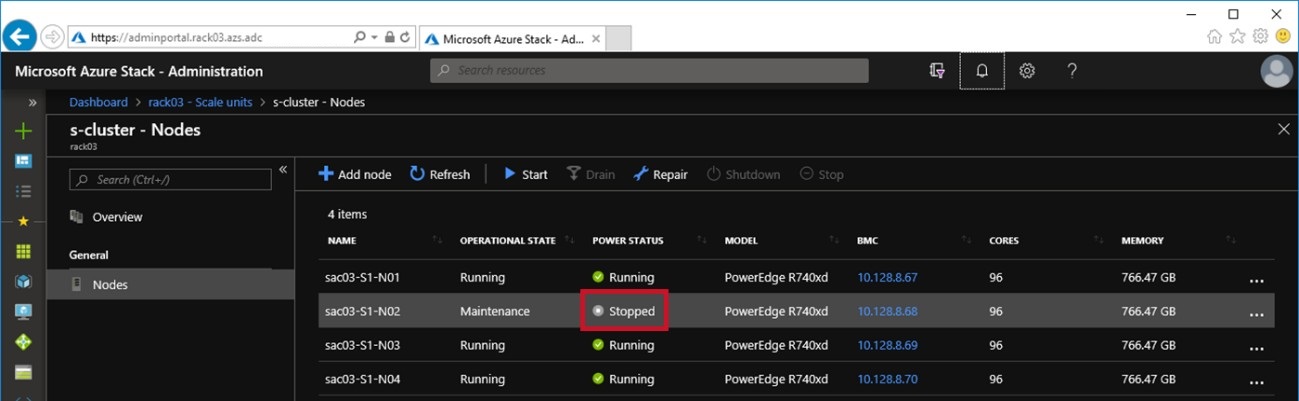 https://adminportal.rack03.azs.adc
Microsoft Azure Stack - Ad...
Microsoft Azure Stack - Administration
Search resources
Dashboard > rack03 - Scale units > s-cluster - Nodes
s-cluster - Nodes
rack03
Search (Ctrl+/)
Overview
General
Nodes
Add node Refresh Start Drain Repair Shutdown Stop
4 items
NAME OPERATIONAL STATE POWER STATUS MODEL BMC CORES MEMORY
sac03-S1-N01 Running Running PowerEdge R740xd 10.128.8.67 96 766.47 GB ...
sac03-S1-N02 Maintenance Stopped PowerEdge R740xd 10.128.8.68 96 766.47 GB ...
sac03-S1-N03 Running Running PowerEdge R740xd 10.128.8.69 96 766.47 GB ...
sac03-S1-N04 Running Running PowerEdge R740xd 10.128.8.70 96 766.47 GB ...